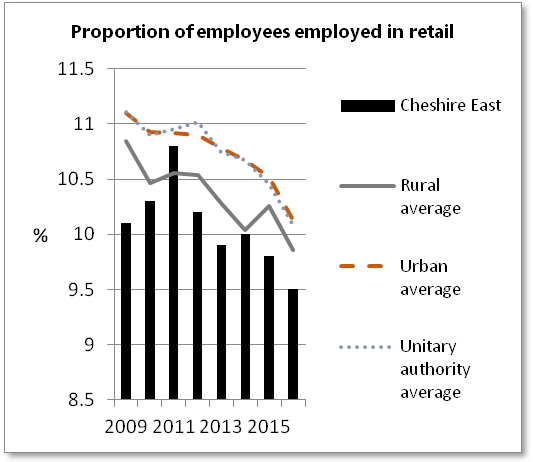 Proportion of employees employed in retail
11.5
11
10.5
10
9.5
9
8.5
%
2009 2011 2013 2015
Cheshire East
Rural
average
Urban
average
Unitary
authority
average